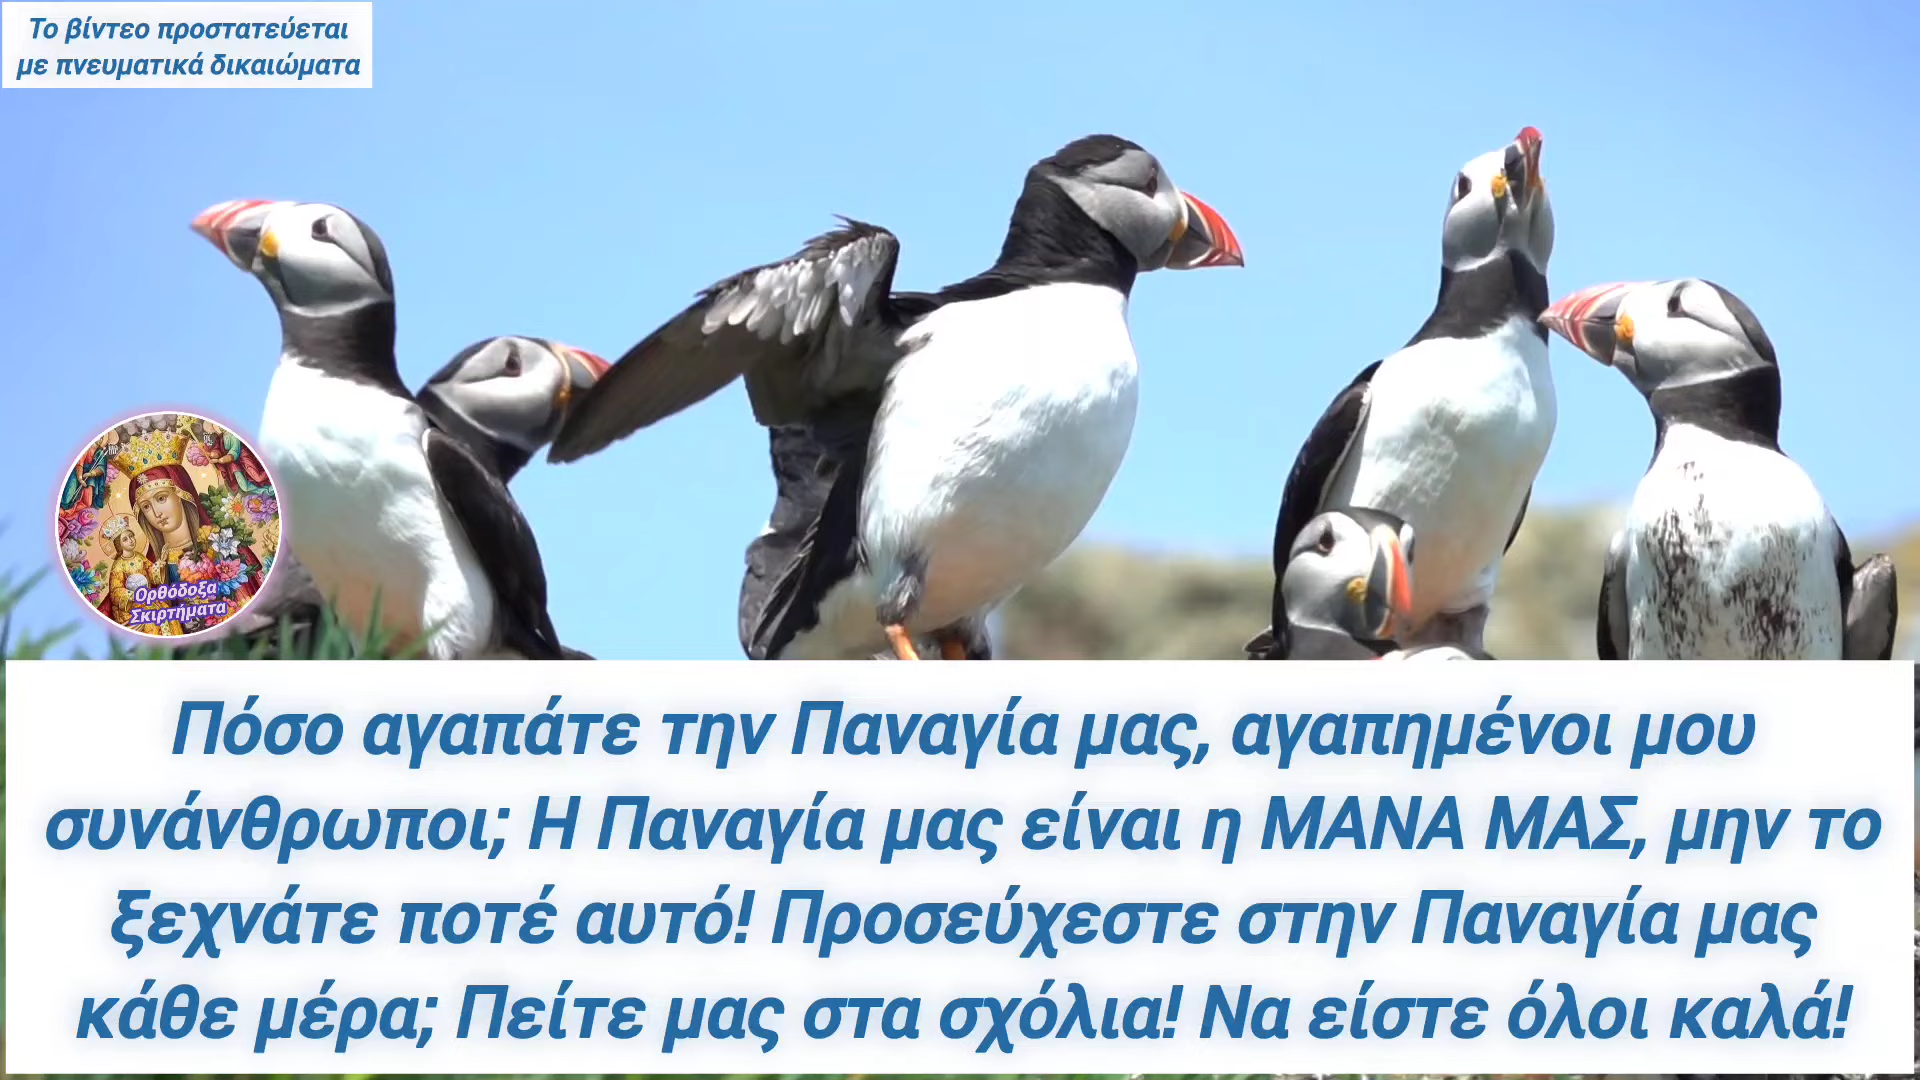 Το βίντεο προστατεύεται
με πνευματικά δικαιώματα
Ορθόδοξα
Σκιρτήματα
Πόσο αγαπάτε την Παναγία μας, αγαπημένοι μου
συνάνθρωποι; Η Παναγία μας είναι η ΜΑΝΑ ΜΑΣ, μην το
ξεχνάτε ποτέ αυτό! Προσεύχεστε στην Παναγία μας
κάθε μέρα; Πείτε μας στα σχόλια! Να είστε όλοι καλά!